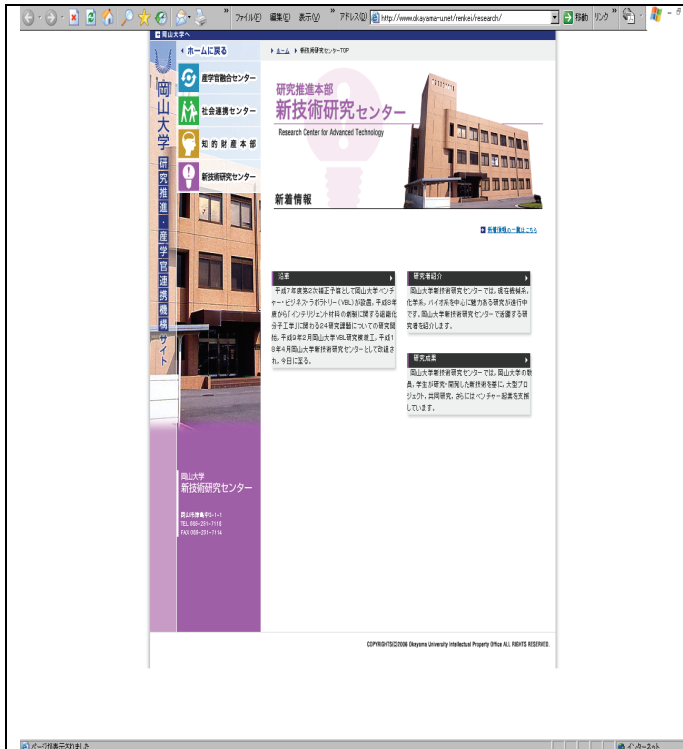 ファイル(F) 編集(E) 表示(V) » アドレス(D) http://www.okayama-u.net/renkei/research/ 移動 リンク »
岡山大学へ
ホームに戻る
ホーム 新技術研究センターTOP
産学官融合センター
社会連携センター
知的財産本部
新技術研究センター
岡山大学 研究推進・産学官連携機構サイト
研究推進本部
新技術研究センター
Research Center for Advanced Technology
新着情報
新着情報の一覧はこちら
沿革
平成7年度第2次補正予算として岡山大学ベンチ
ャー・ビジネス・ラボラトリー(VBL)が設置。平成8年
度から「インテリジェント材料の創製に関する組織化
分子工学」に関わる24研究課題についての研究開
始。平成9年2月岡山大学VBL研究棟竣工。平成1
8年4月岡山大学新技術研究センターとして改組さ
れ、今日に至る。
研究者紹介
岡山大学新技術研究センターでは、現在機械系,
化学系, バイオ系を中心に魅力ある研究が進行中
です。岡山大学新技術研究センターで活躍する研
究者を紹介します。
研究成果
岡山大学新技術研究センターでは、岡山大学の教
員, 学生が研究・開発した新技術を基に、大型プロ
ジェクト, 共同研究, さらにはベンチャー起業を支援
しています。
岡山大学
新技術研究センター
岡山市津島中3-1-1
TEL 086-251-7116
FAX 086-251-7114
COPYRIGHTS(C)2006 Okayama University Intellectual Property Office ALL RIGHTS RESERVED.
ページが表示されました
インターネット